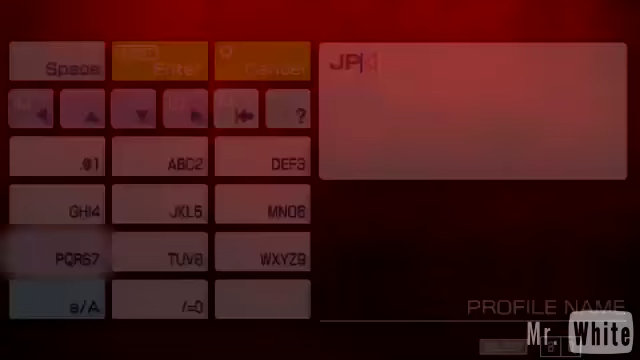 Space Enter Cancel
JP
?
.@1 ABC2 DEF3
GHI4 JKL5 MNO6
PQRS7 TUV8 WXYZ9
a/A /=0
PROFILE NAME
Mr. White